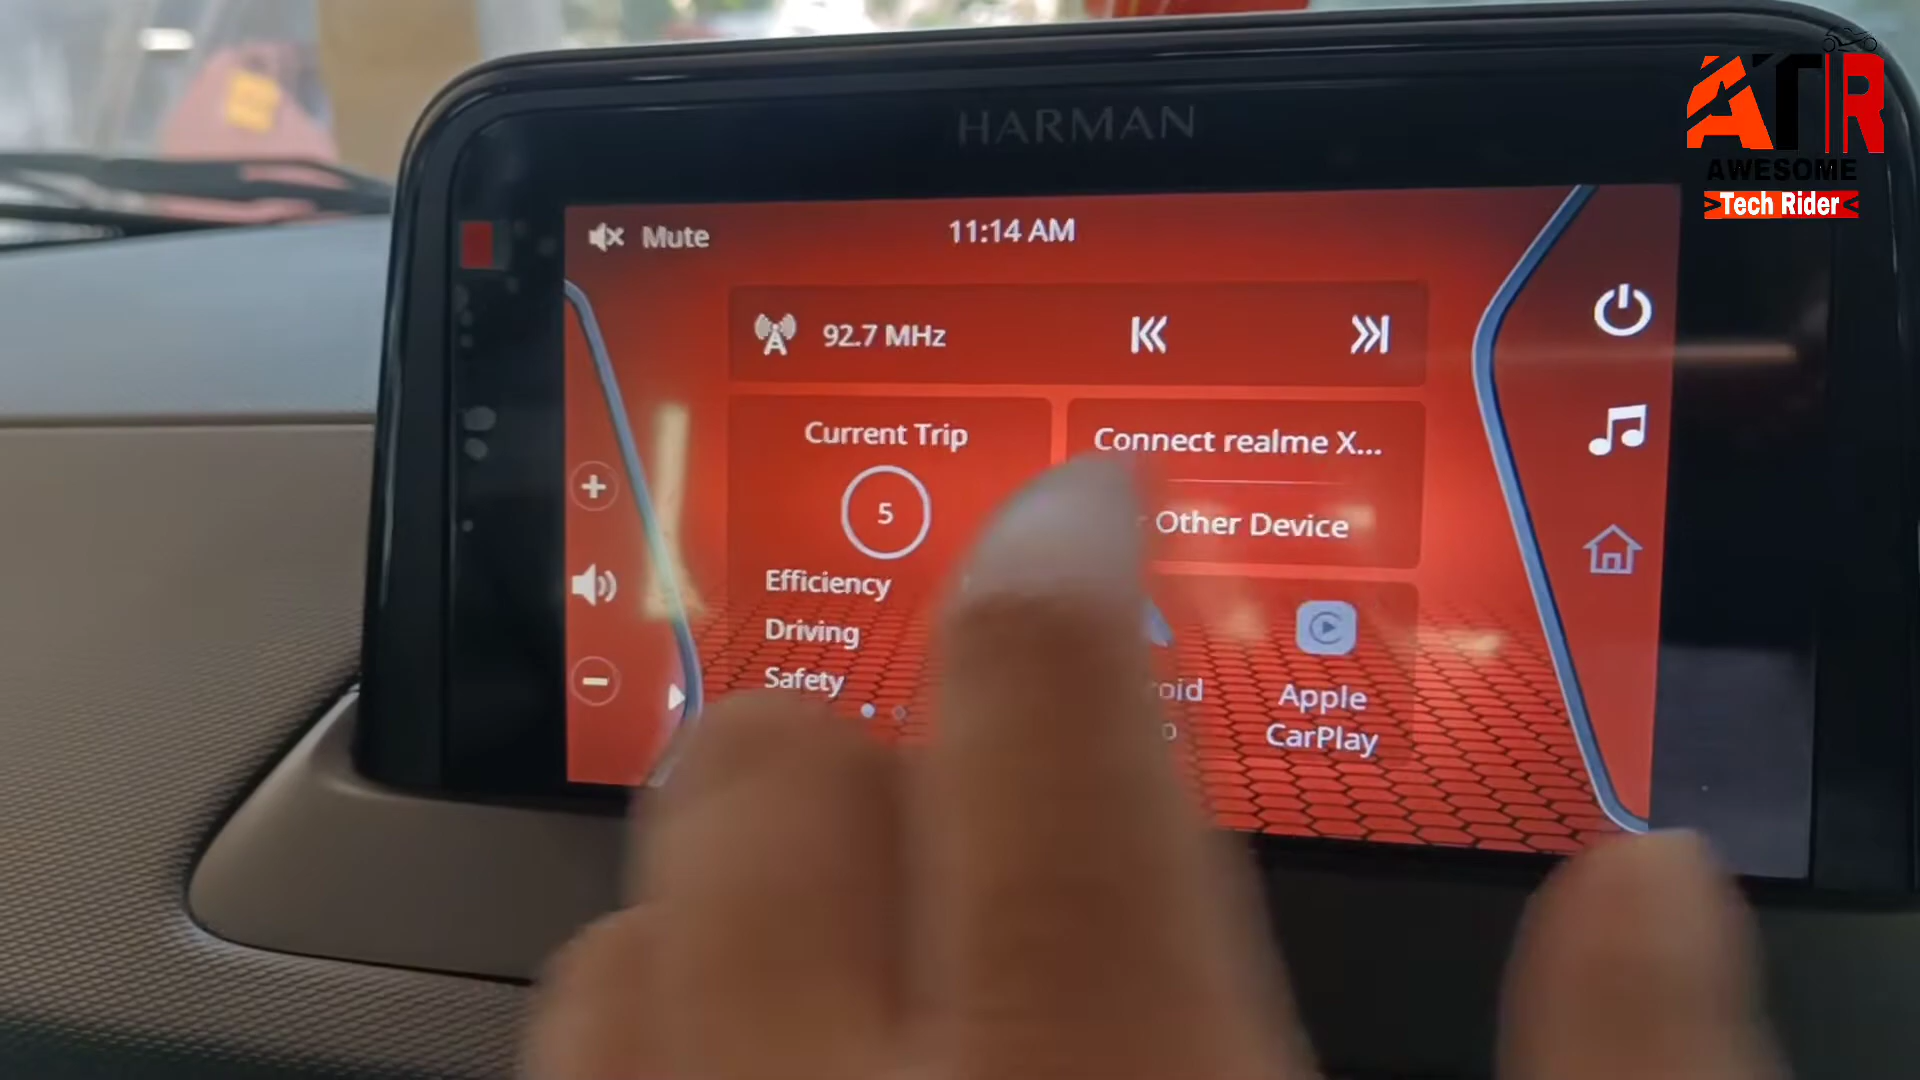 HARMAN
ATR
AWESOME
>Tech Rider<
Mute
11:14 AM
92.7 MHz
Current Trip
5
Efficiency
Driving
Safety
Connect realme X...
Other Device
Apple
CarPlay